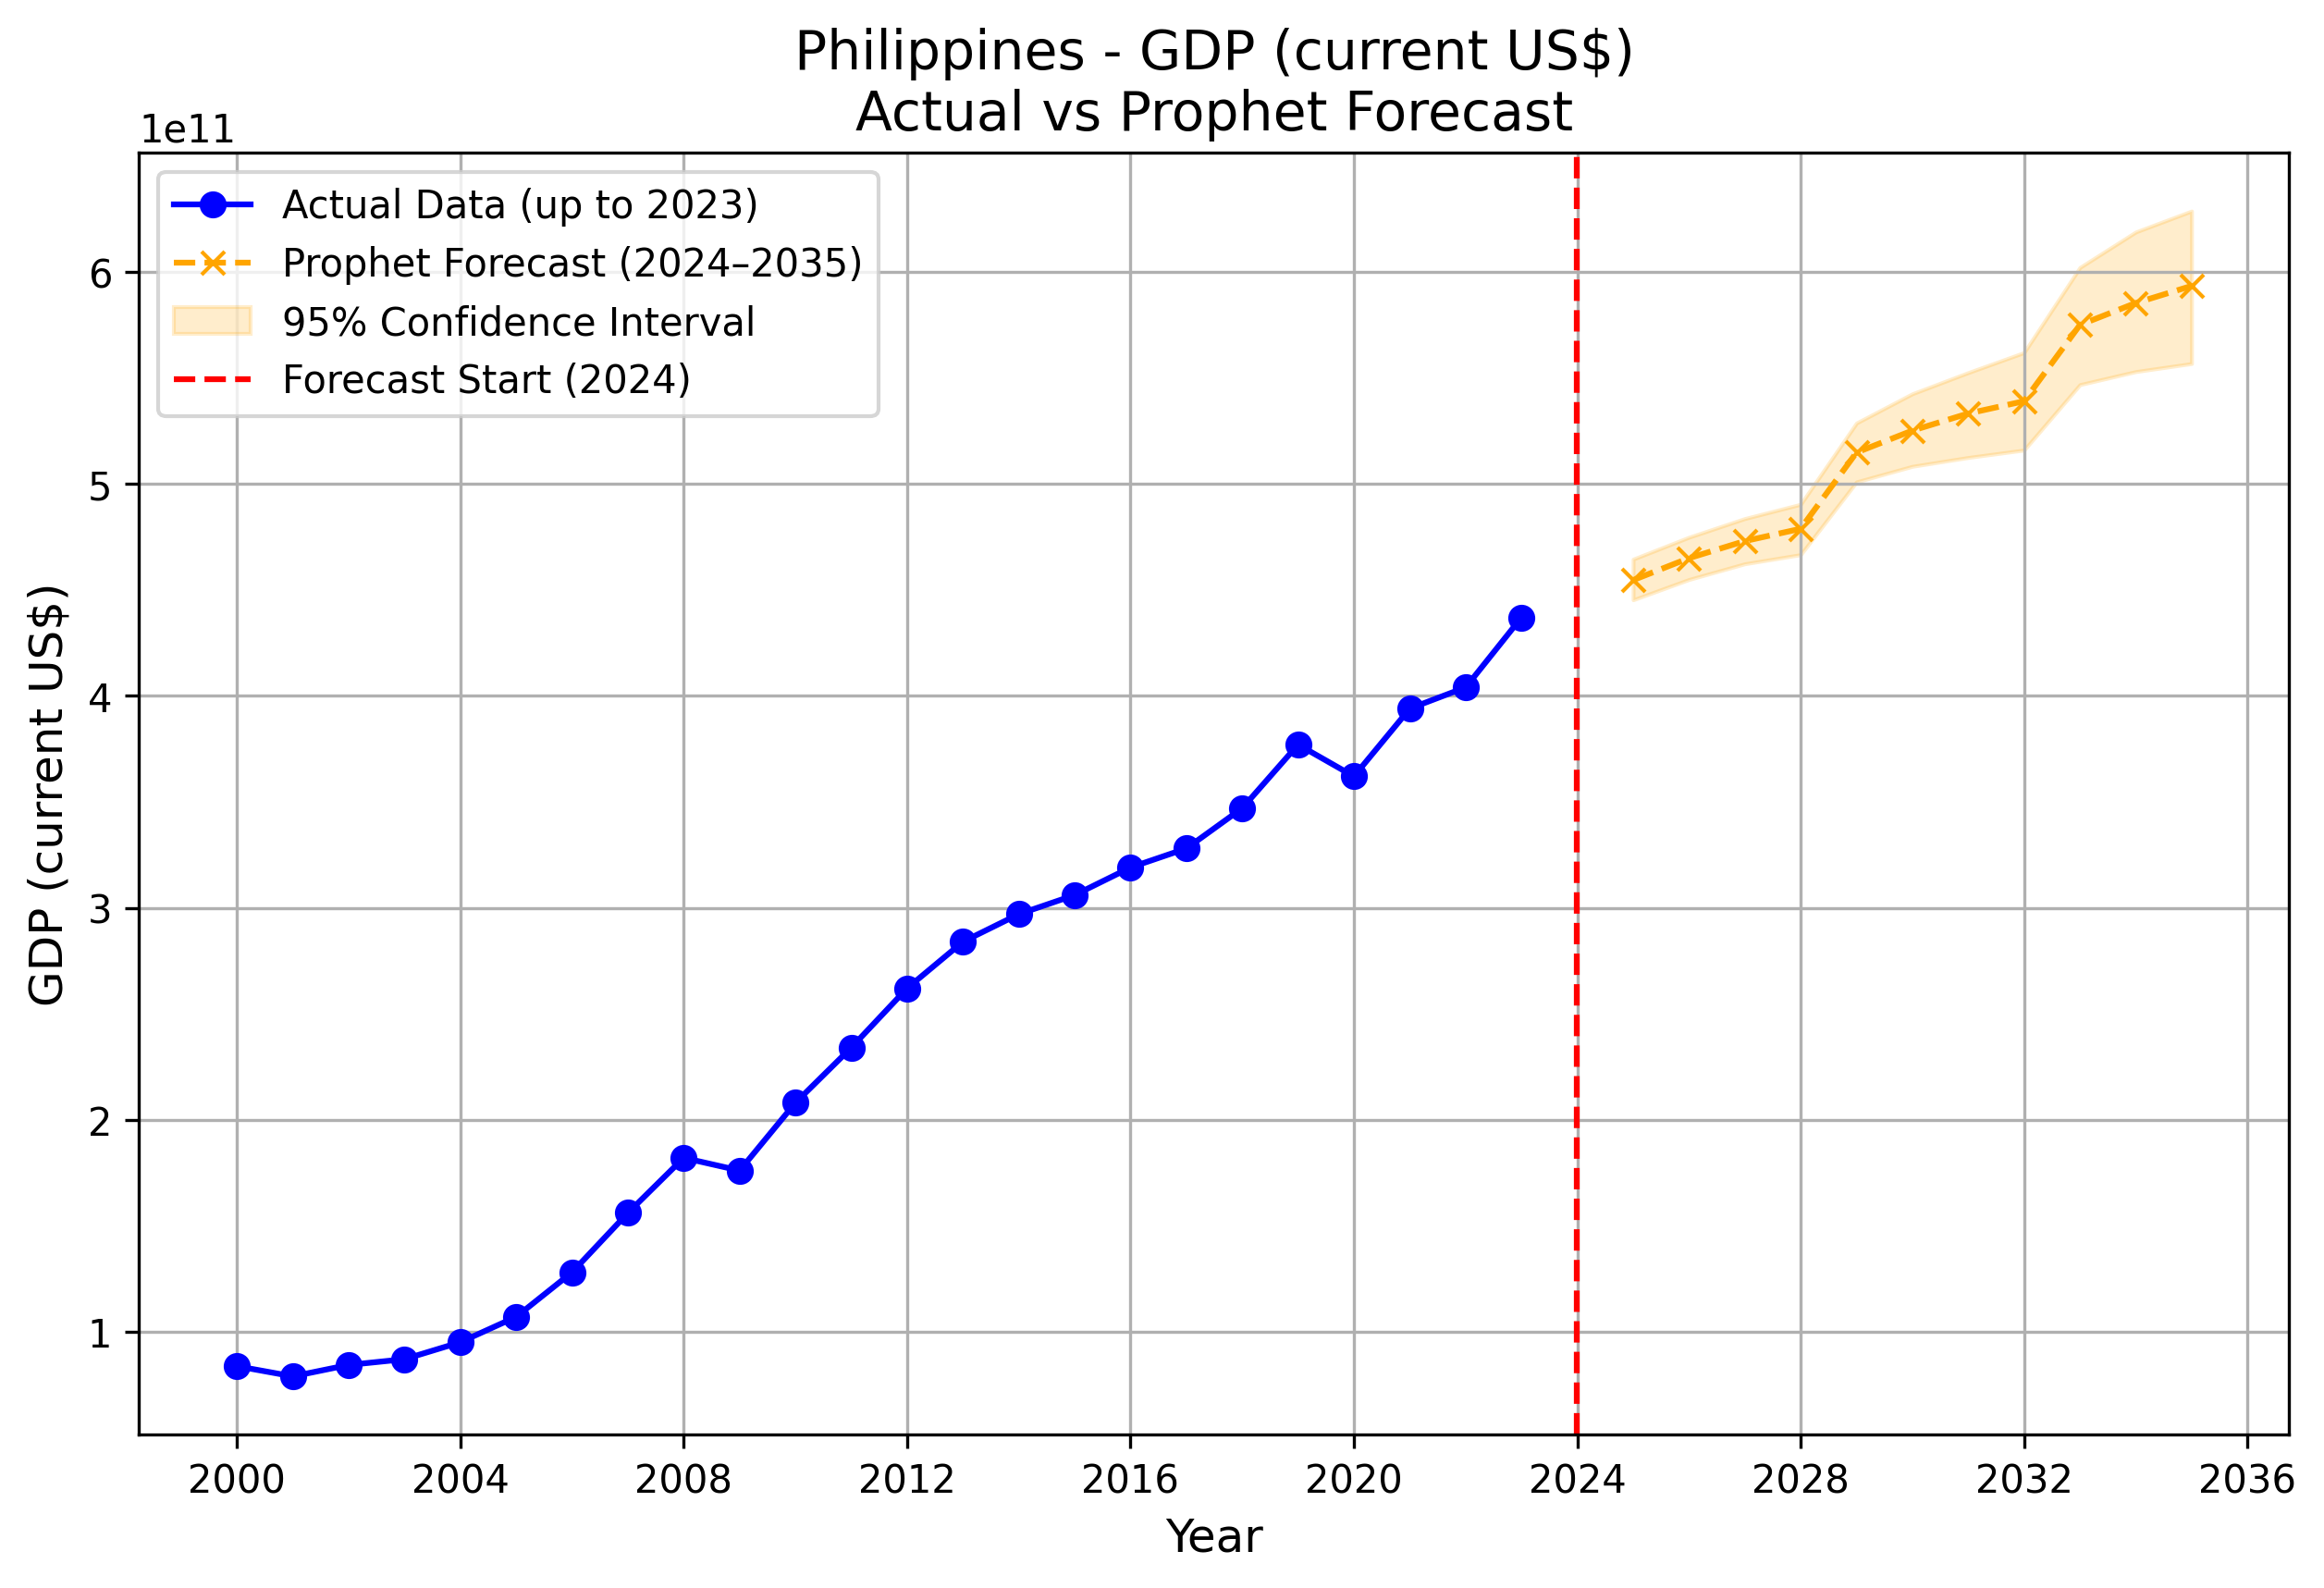 Philippines - GDP (current US$)
Actual vs Prophet Forecast
1e11
Actual Data (up to 2023)
Prophet Forecast (2024–2035)
95% Confidence Interval
Forecast Start (2024)
GDP (current US$)
6
5
4
3
2
1
2000 2004 2008 2012 2016 2020 2024 2028 2032 2036
Year